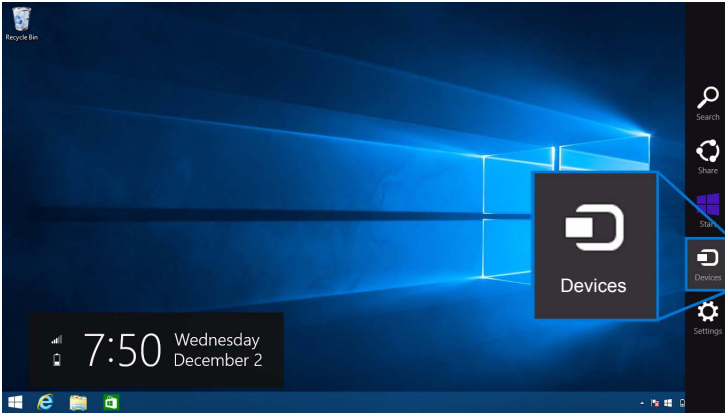 Recycle Bin
Search
Share
Start
Devices
Devices
Settings
7:50
Wednesday
December 2